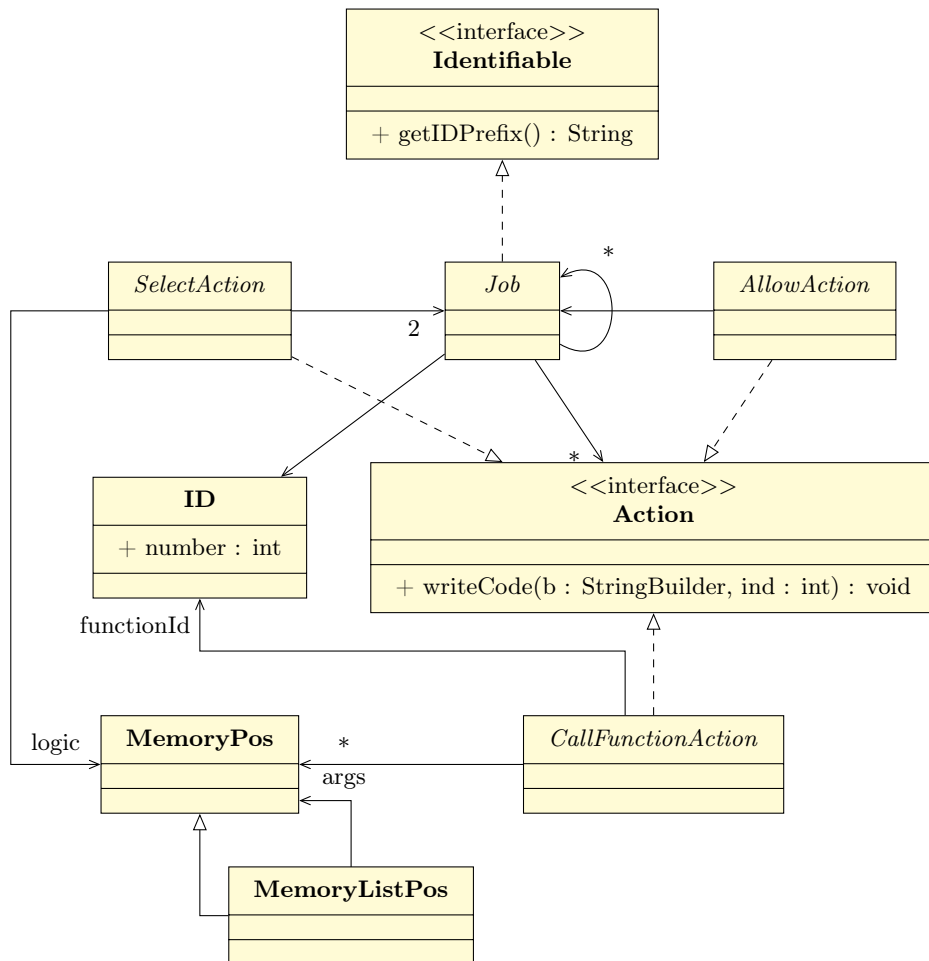 <<interface>>
Identifiable
+ getIDPrefix() : String
*
SelectAction
Job
AllowAction
2
*
ID
+ number : int
<<interface>>
Action
+ writeCode(b : StringBuilder, ind : int) : void
functionId
logic
MemoryPos
*
args
CallFunctionAction
MemoryListPos